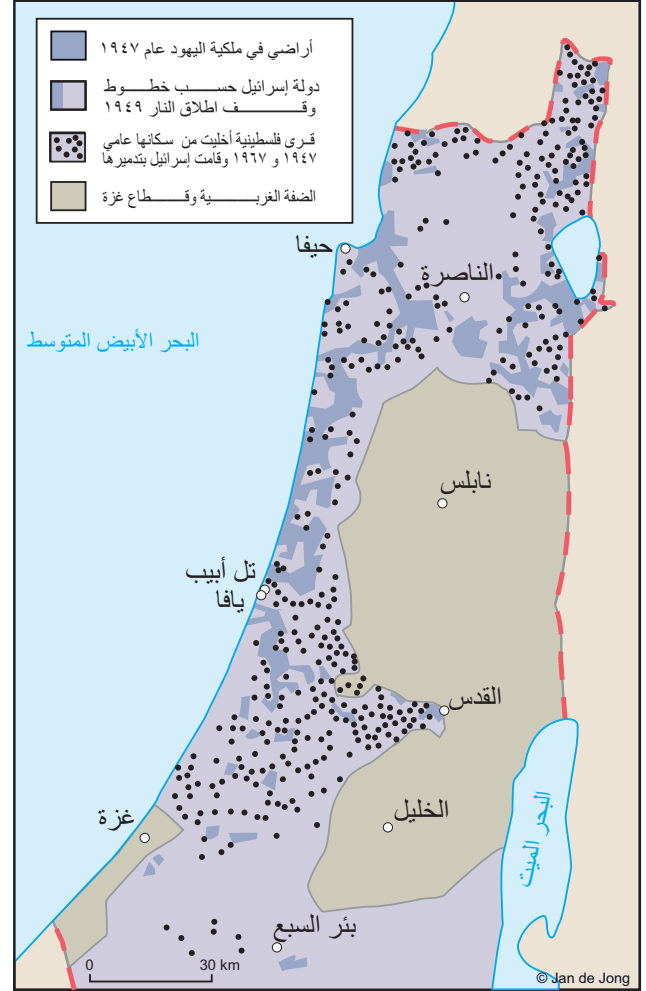 أراضي في ملكية اليهود عام ١٩٤٧
دولة إسرائيل حسب خطوط
وقف اطلاق النار ١٩٤٩
قرى فلسطينية أخليت من سكانها عامي
١٩٤٧ و ١٩٦٧ وقامت إسرائيل بتدميرها
الضفة الغربية وقطاع غزة
حيفا
الناصرة
البحر الأبيض المتوسط
نابلس
تل أبيب
يافا
القدس
غزة
الخليل
البحر الميت
بئر السبع
0 30 km
© Jan de Jong